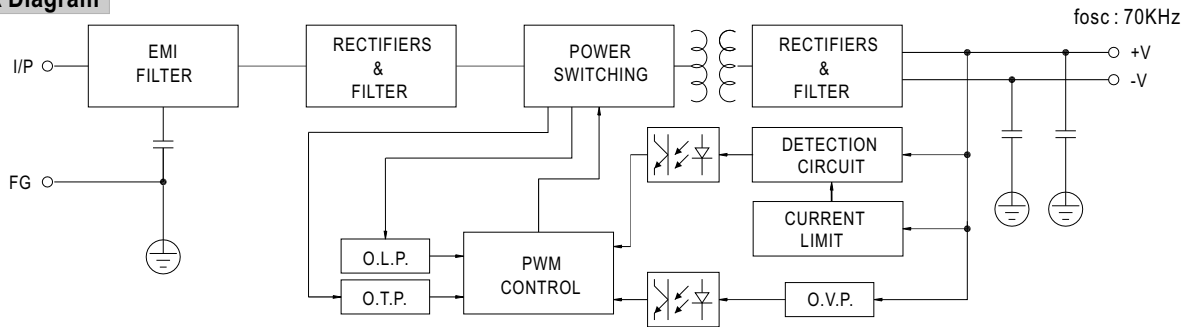 Diagram
fosc : 70KHz
I/P
EMI
FILTER
RECTIFIERS
&
FILTER
POWER
SWITCHING
RECTIFIERS
&
FILTER
+V
-V
FG
DETECTION
CIRCUIT
CURRENT
LIMIT
O.L.P.
O.T.P.
PWM
CONTROL
O.V.P.